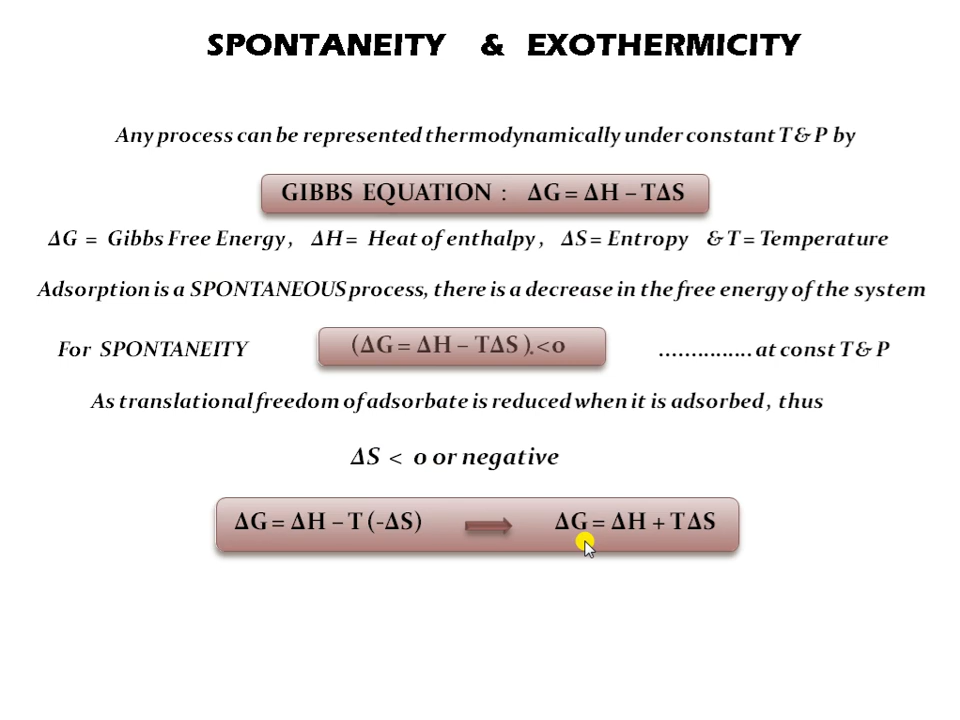 SPONTANEITY & EXOTHERMICITY
Any process can be represented thermodynamically under constant T & P by
GIBBS EQUATION : ΔG = ΔH – TΔS
ΔG = Gibbs Free Energy , ΔH = Heat of enthalpy , ΔS = Entropy & T = Temperature
Adsorption is a SPONTANEOUS process, there is a decrease in the free energy of the system
For SPONTANEITY (ΔG = ΔH – TΔS ). <0 ............... at const T & P
As translational freedom of adsorbate is reduced when it is adsorbed , thus
ΔS < 0 or negative
ΔG = ΔH – T (-ΔS) ΔG = ΔH + TΔS